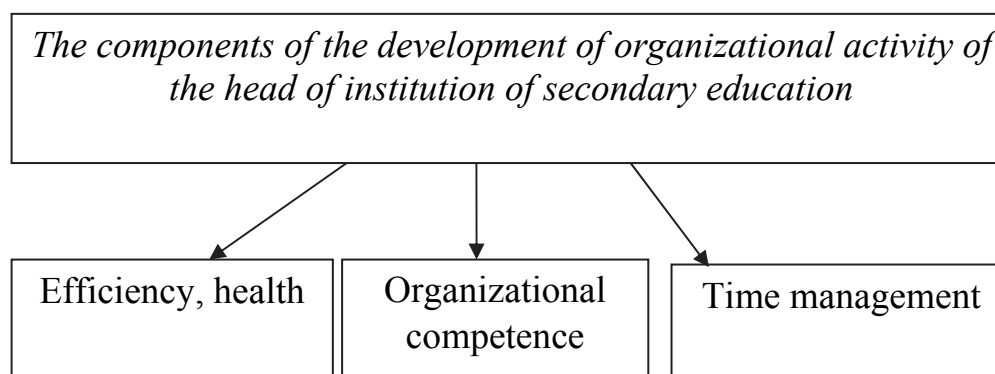 The components of the development of organizational activity of
the head of institution of secondary education
Efficiency, health
Organizational
competence
Time management